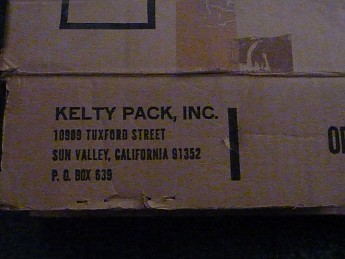 KELTY PACK, INC.
10909 TUXFORD STREET
SUN VALLEY, CALIFORNIA 91352
P. O. BOX 639